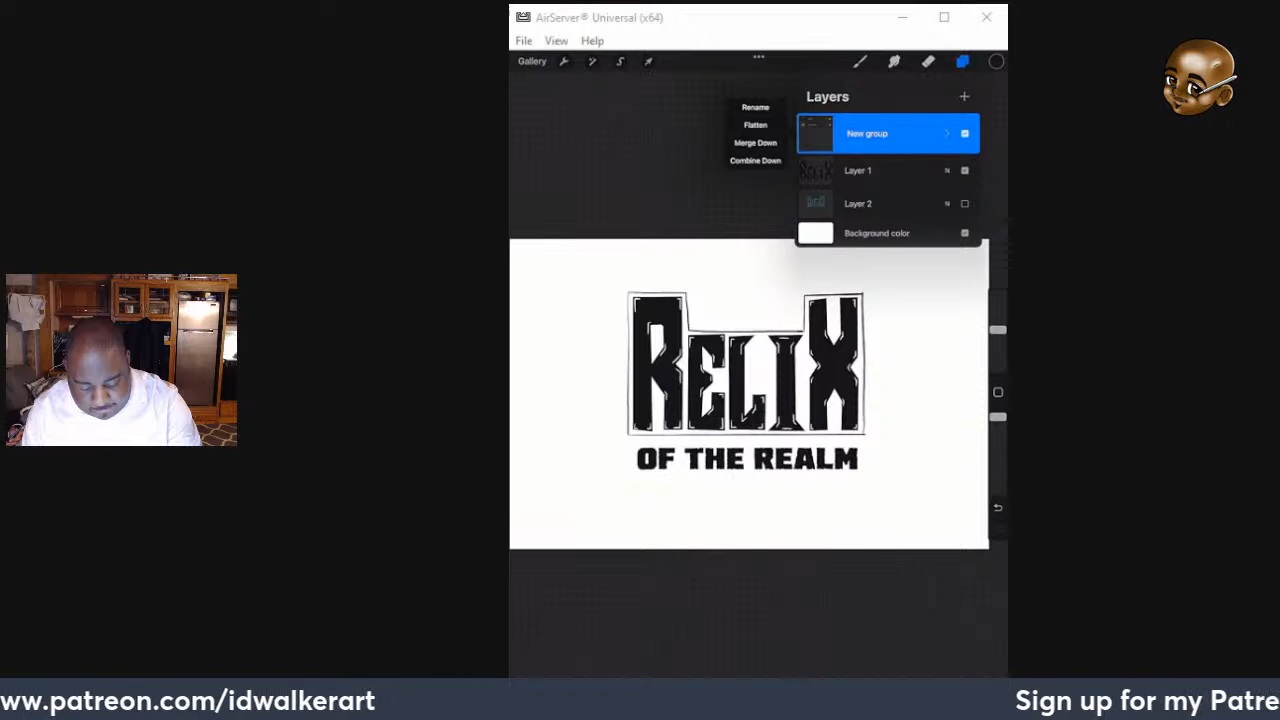 AirServer® Universal (x64)
File View Help
Gallery
Layers
Rename
Flatten
Merge Down
Combine Down
New group
Layer 1 N
Layer 2 N
Background color
RELIX
OF THE REALM
ww.patreon.com/idwalkerart
Sign up for my Patre